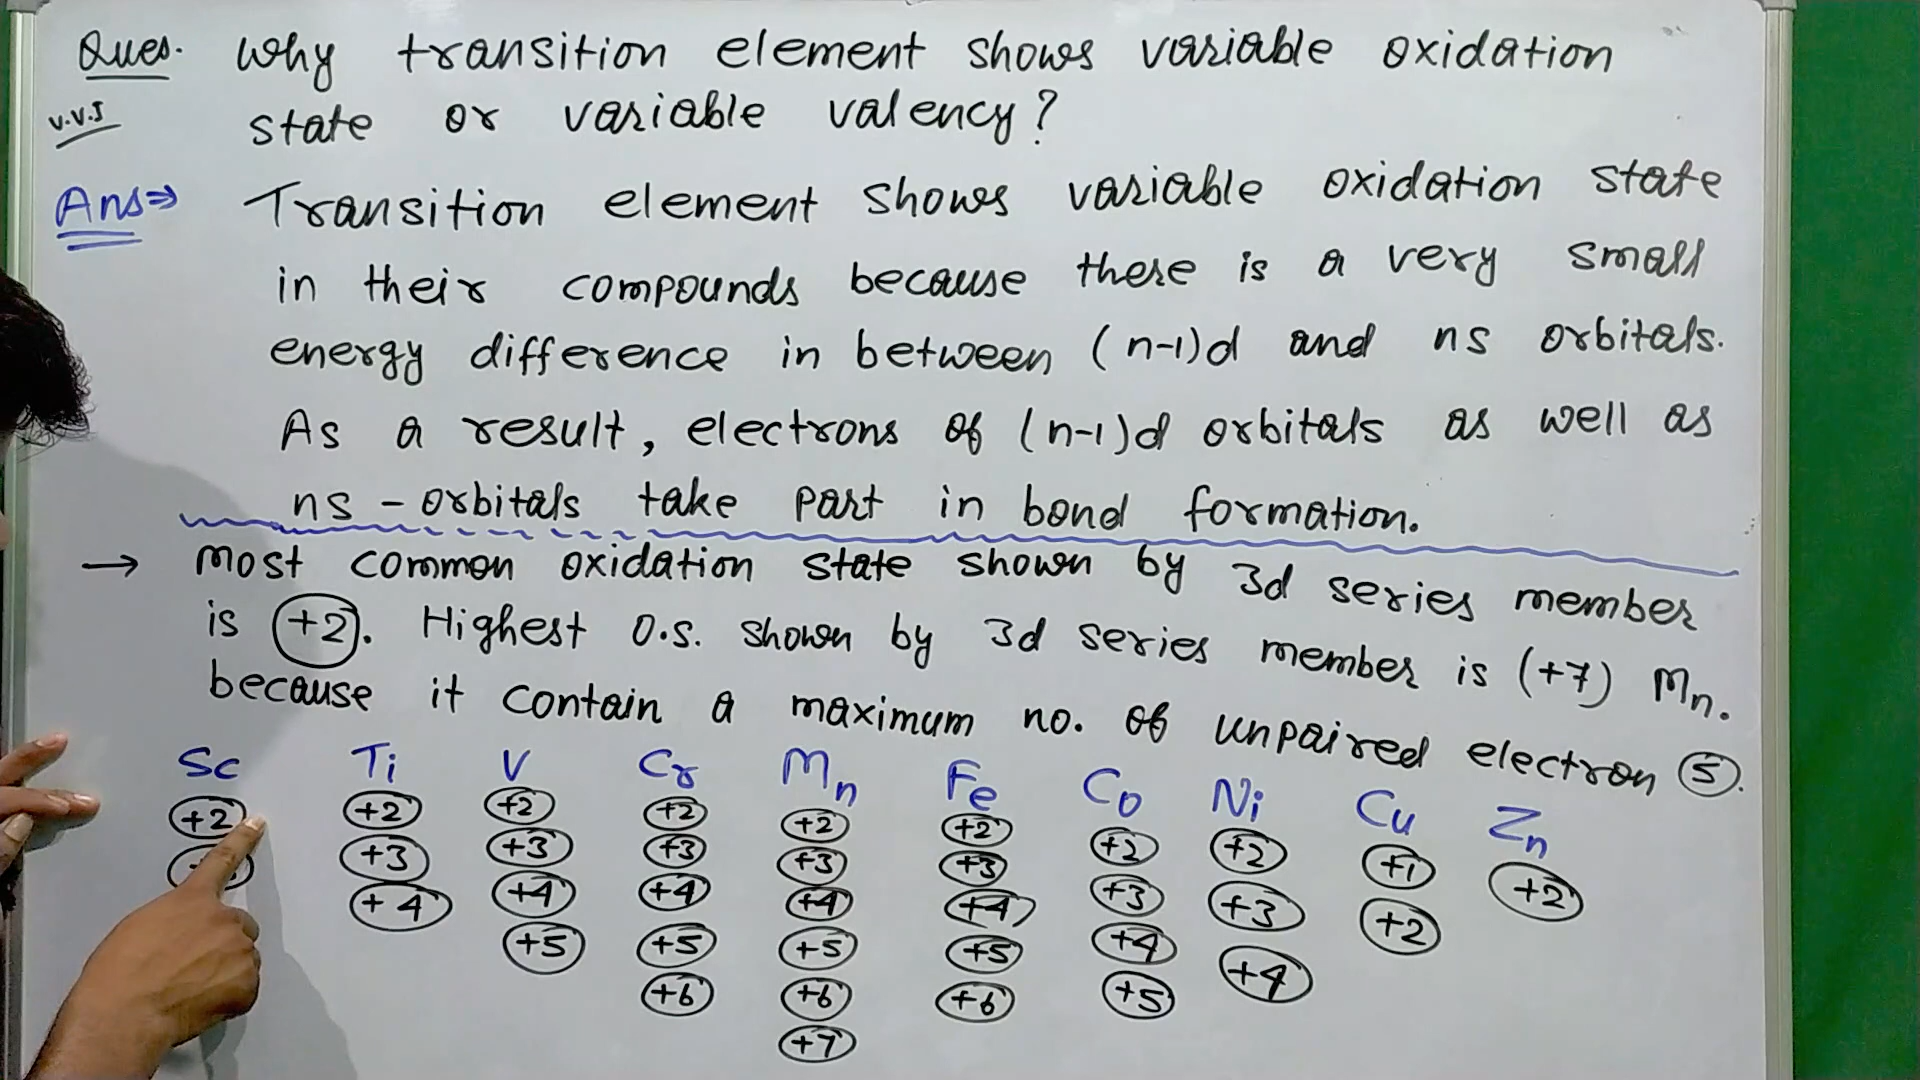 Ques. Why transition element shows variable oxidation
V.V.I state or variable valency?
Ans⇒ Transition element shows variable oxidation state
in their compounds because there is a very small
energy difference in between (n-1)d and ns orbitals.
As a result, electrons of (n-1)d orbitals as well as
ns - orbitals take part in bond formation.
→ Most common oxidation state shown by 3d series member
is +2. Highest O.S. shown by 3d series member is (+7) Mn.
because it contain a maximum no. of unpaired electron 5.
Sc Ti V Cr Mn Fe Co Ni Cu Zn
+2 +2 +2 +2 +2 +2 +2 +2 +1 +2
+3 +3 +3 +3 +3 +3 +3 +2
+4 +4 +4 +4 +4 +4 +4
+5 +5 +5 +5 +5
+6 +6 +6
+7